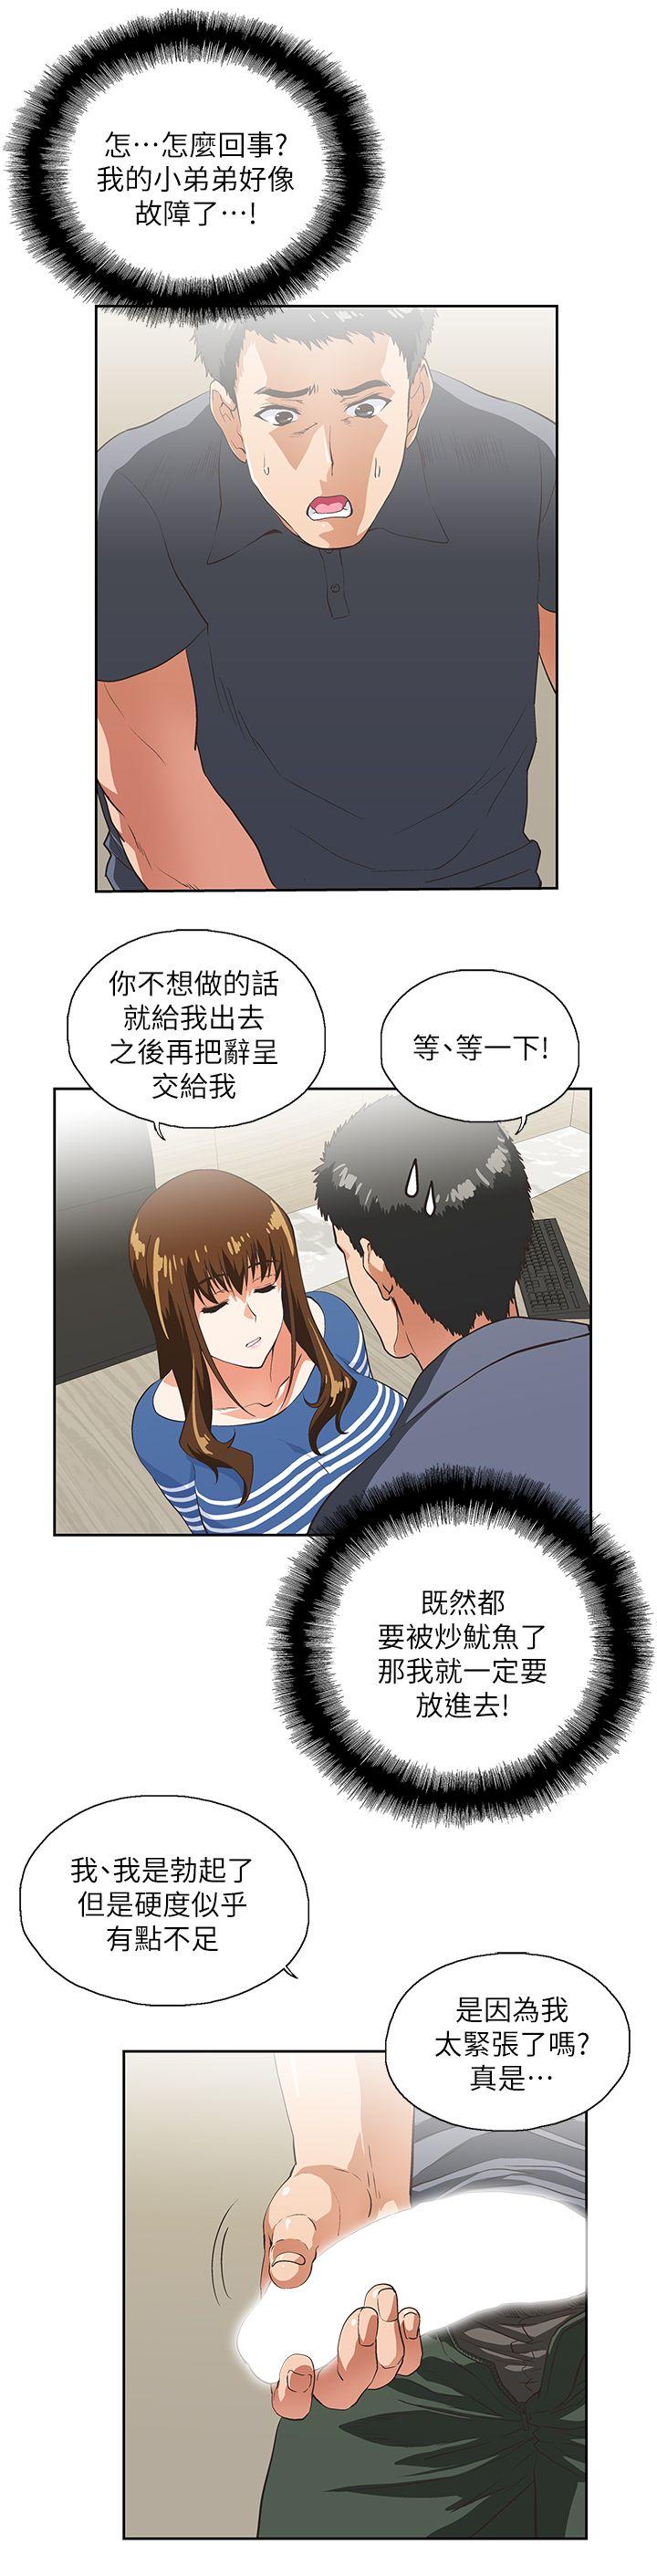 怎…怎麼回事?
我的小弟弟好像
故障了…!
你不想做的話
就給我出去
之後再把辭呈
交給我
等、等一下!
既然都
要被炒魷魚了
那我就一定要
放進去!
我、我是勃起了
但是硬度似乎
有點不足
是因為我
太緊張了嗎?
真是…